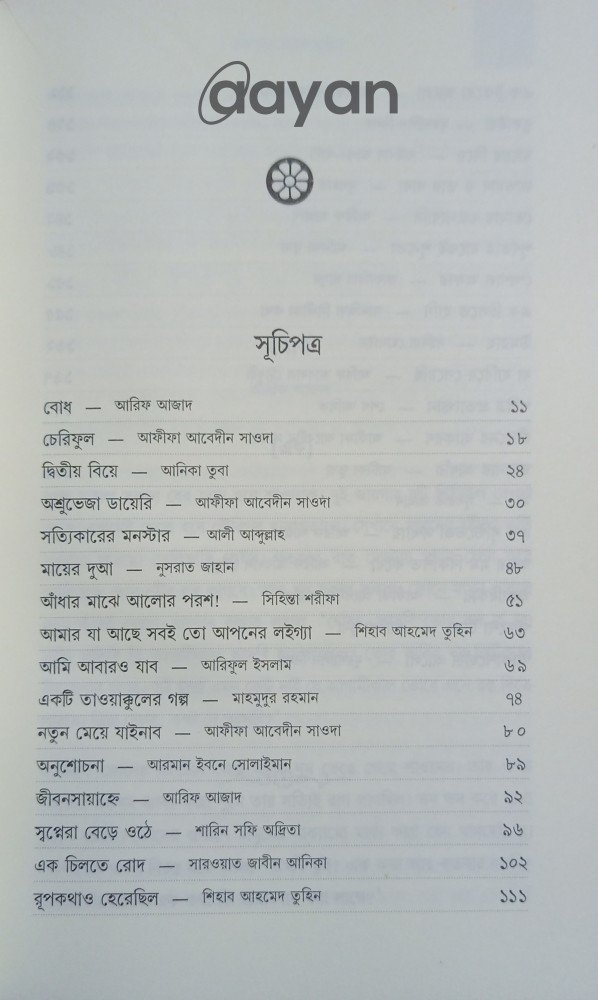 aayan
সূচিপত্র
বোধ — আরিফ আজাদ ১১
চেরিফুল — আফীফা আবেদীন সাওদা ১৮
দ্বিতীয় বিয়ে — আনিকা তুবা ২৪
অশ্রুভেজা ডায়েরি — আফীফা আবেদীন সাওদা ৩০
সত্যিকারের মনস্টার — আলী আব্দুল্লাহ ৩৭
মায়ের দুআ — নুসরাত জাহান ৪৮
আঁধার মাঝে আলোর পরশ! — সিহিন্তা শরীফা ৫১
আমার যা আছে সবই তো আপনের লইগ্যা — শিহাব আহমেদ তুহিন ৬৩
আমি আবারও যাব — আরিফুল ইসলাম ৬৯
একটি তাওয়াক্কুলের গল্প — মাহমুদুর রহমান ৭৪
নতুন মেয়ে যাইনাব — আফীফা আবেদীন সাওদা ৮০
অনুশোচনা — আরমান ইবনে সোলাইমান ৮৯
জীবনসায়াহ্নে — আরিফ আজাদ ৯২
স্বপ্নেরা বেড়ে ওঠে — শারিন সফি অদ্রিতা ৯৬
এক চিলতে রোদ — সারওয়াত জাবীন আনিকা ১০২
রূপকথাও হেরেছিল — শিহাব আহমেদ তুহিন ১১১